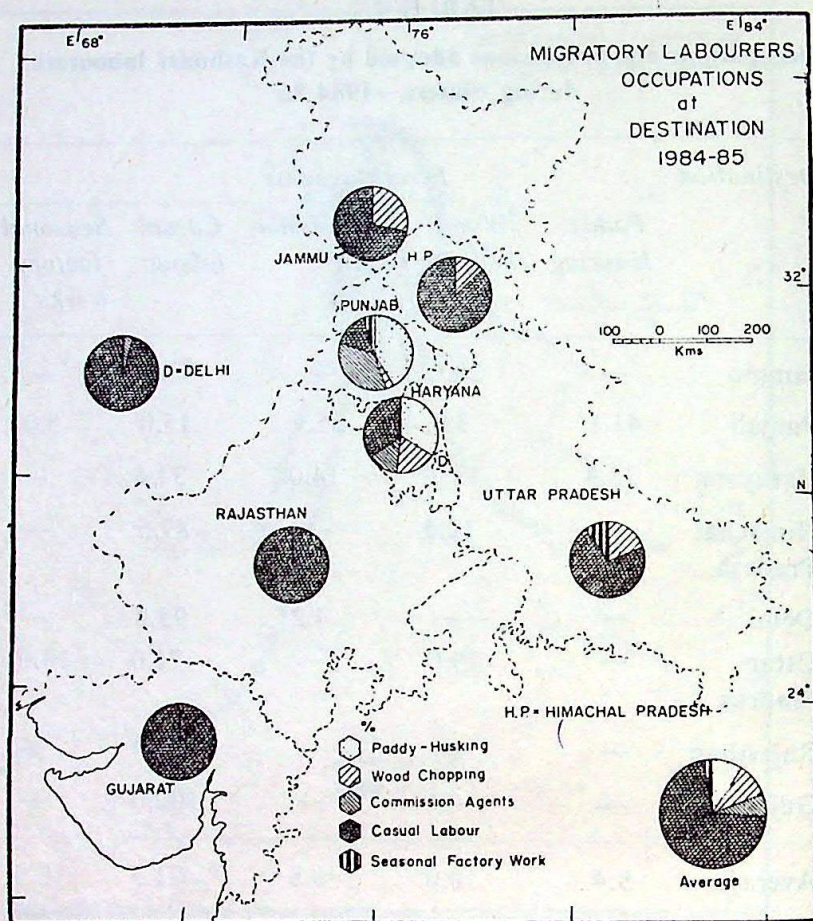 E 68°
76°
E 84°
MIGRATORY LABOURERS
OCCUPATIONS
at
DESTINATION
1984-85
JAMMU
H.P.
32°
PUNJAB
100 0 100 200
Kms
D=DELHI
HARYANA
D
N
UTTAR PRADESH
RAJASTHAN
24°
H.P.= HIMACHAL PRADESH
%
Paddy-Husking
Wood Chopping
Commission Agents
Casual Labour
Seasonal Factory Work
GUJARAT
Average